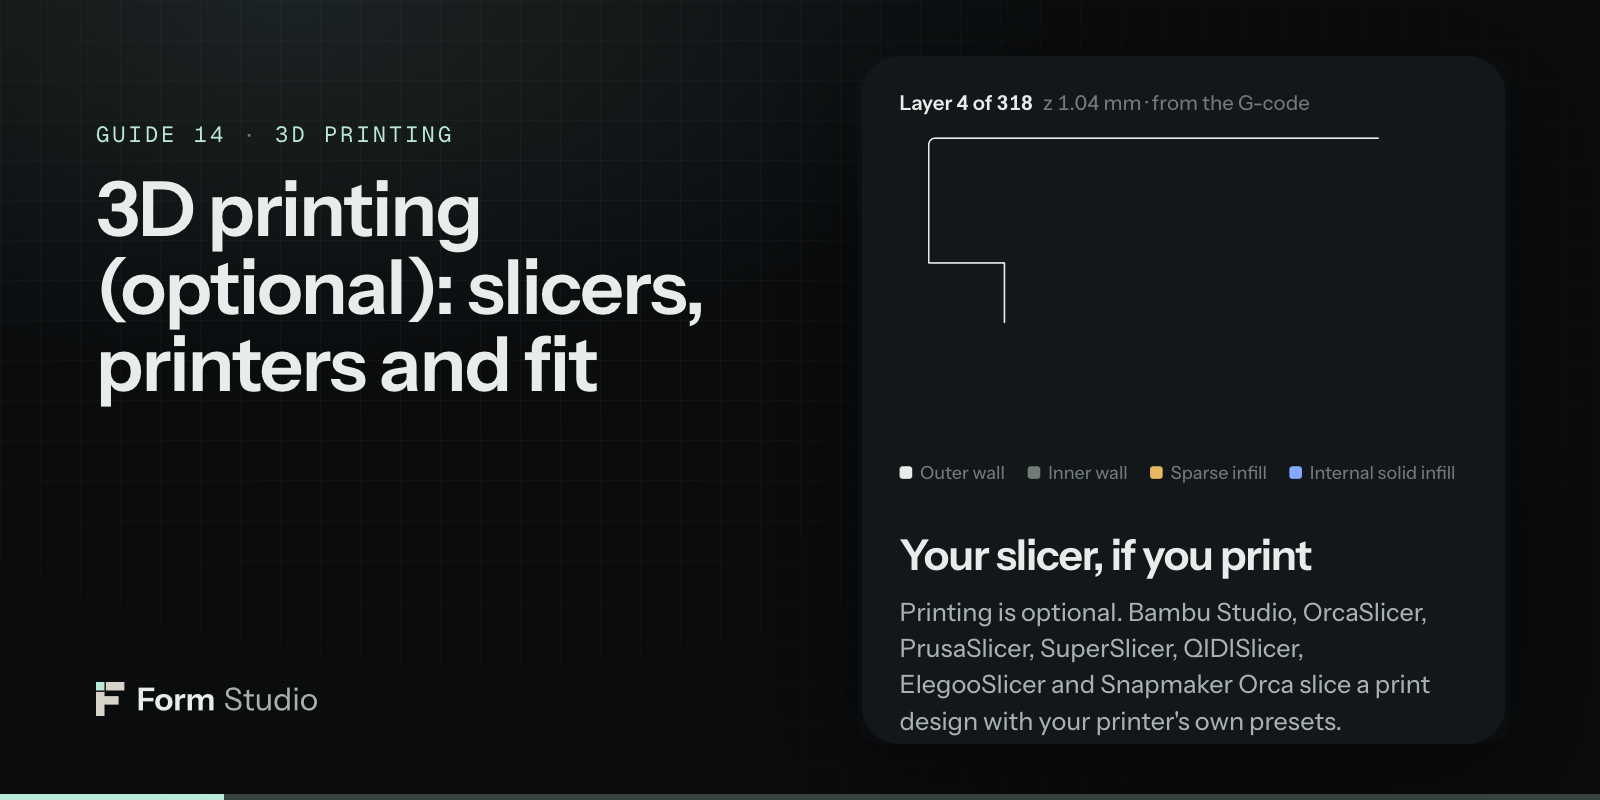 GUIDE 14 · 3D PRINTING
3D printing
(optional): slicers,
printers and fit
Form Studio
Layer 4 of 318 z 1.04 mm · from the G-code
Outer wall Inner wall Sparse infill Internal solid infill
Your slicer, if you print
Printing is optional. Bambu Studio, OrcaSlicer,
PrusaSlicer, SuperSlicer, QIDISlicer,
ElegooSlicer and Snapmaker Orca slice a print
design with your printer's own presets.